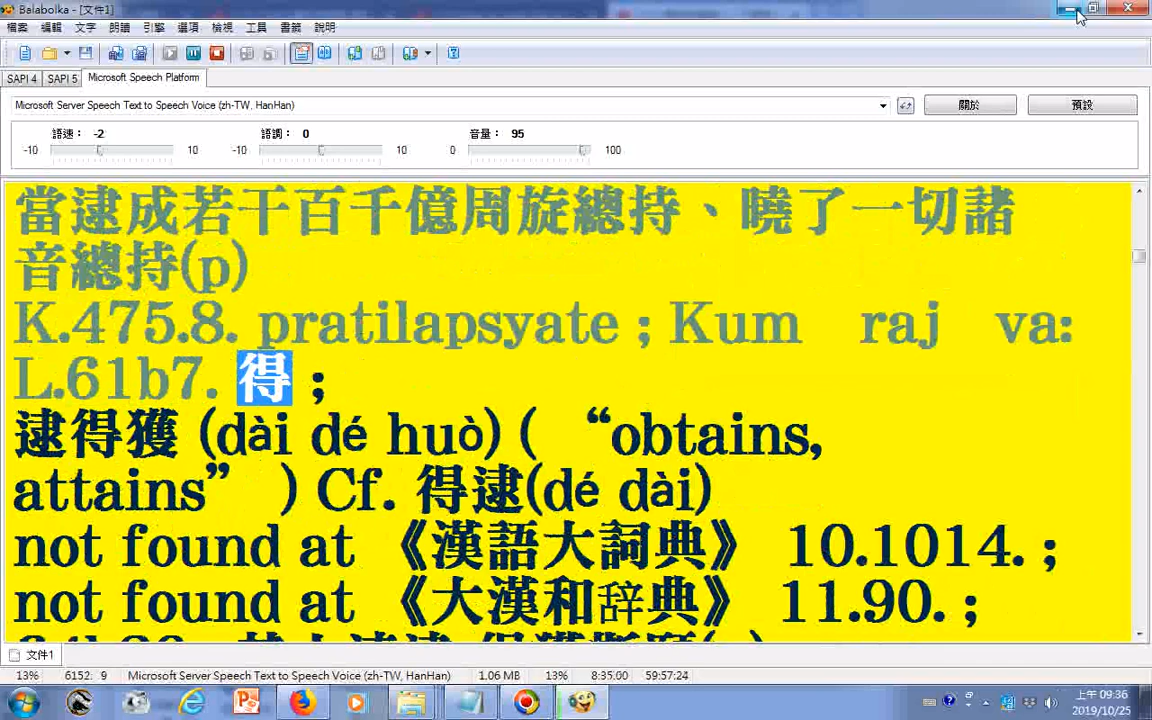 Balabolka - [文件1]
檔案 編輯 文字 朗讀 引擎 選項 檢視 工具 書籤 說明
SAPI 4 SAPI 5 Microsoft Speech Platform
Microsoft Server Speech Text to Speech Voice (zh-TW, HanHan) 關於 預設
語速： -2 語調： 0 音量： 95
-10 10 -10 10 0 100
當逮成若干百千億周旋總持、曉了一切諸
音總持(p)
K.475.8. pratilapsyate ; Kum raj va:
L.61b7. 得 ;
逮得獲 (dài dé huò) ( “obtains,
attains” ) Cf. 得逮(dé dài)
not found at 《漢語大詞典》 10.1014. ;
not found at 《大漢和辞典》 11.90. ;
文件1
13% 6152: 9 Microsoft Server Speech Text to Speech Voice (zh-TW, HanHan) 1.06 MB 13% 8:35:00 59:57:24
上午 09:36
2019/10/25